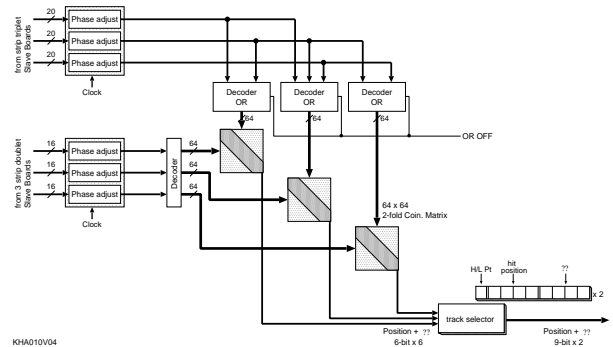 from strip triplet
Slave Boards
20
Phase adjust
20
Phase adjust
20
Phase adjust
Clock
Decoder
OR
Decoder
OR
Decoder
OR
64
64
64
OR OFF
from 3 strip doublet
Slave Boards
16
Phase adjust
16
Phase adjust
16
Phase adjust
Clock
Decoder
64
64
64
64 x 64
2-fold Coin. Matrix
H/L Pt
hit
position
??
x 2
track selector
Position + ??
6-bit x 6
Position + ??
9-bit x 2
KHA010V04